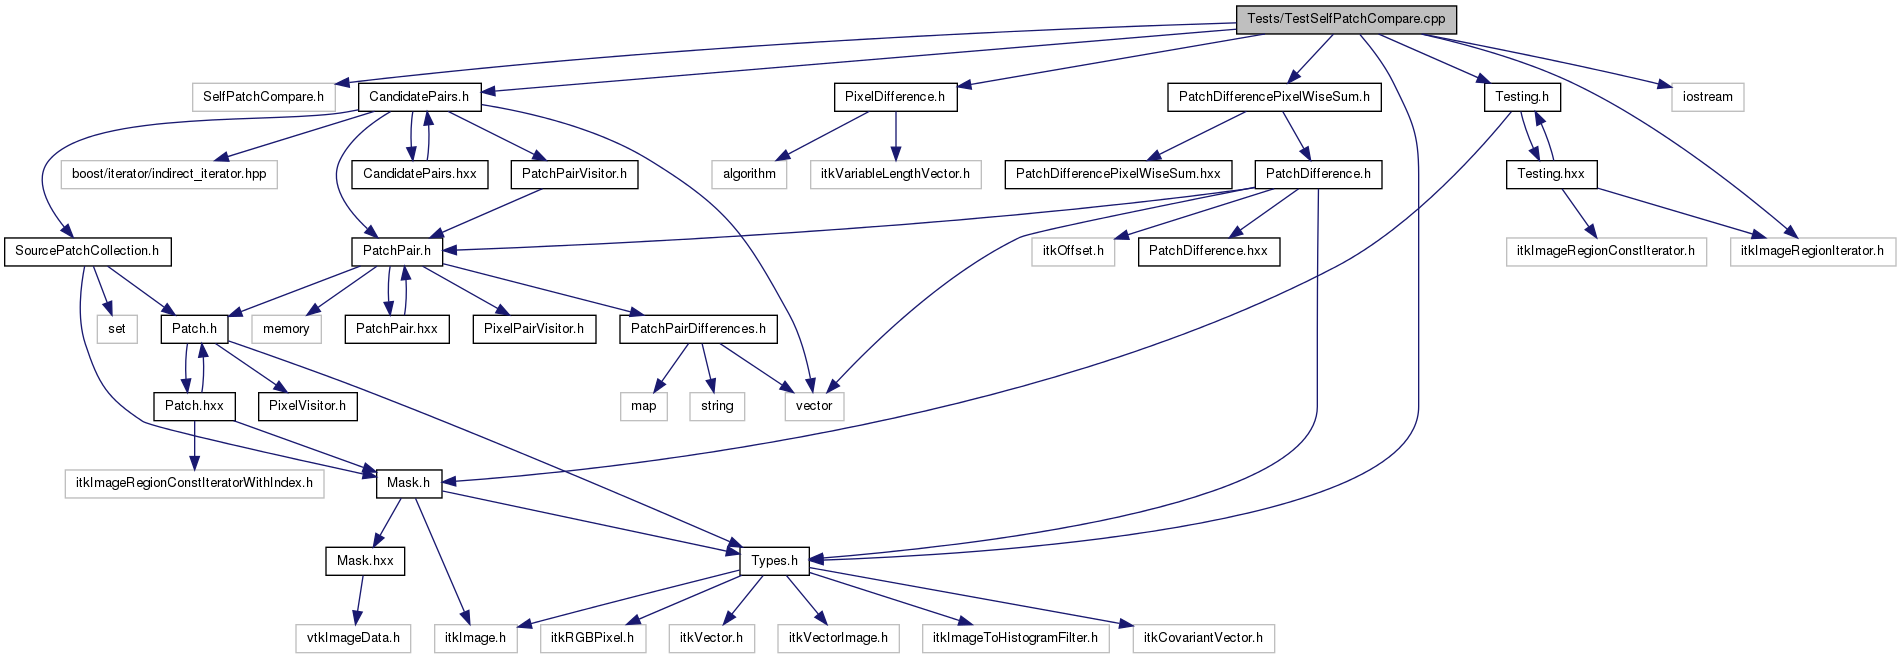 Tests/TestSelfPatchCompare.cpp
SelfPatchCompare.h
CandidatePairs.h
PixelDifference.h
PatchDifferencePixelWiseSum.h
Testing.h
iostream
boost/iterator/indirect_iterator.hpp
CandidatePairs.hxx
PatchPairVisitor.h
algorithm
itkVariableLengthVector.h
PatchDifferencePixelWiseSum.hxx
PatchDifference.h
Testing.hxx
SourcePatchCollection.h
PatchPair.h
itkOffset.h
PatchDifference.hxx
itkImageRegionConstIterator.h
itkImageRegionIterator.h
set
Patch.h
memory
PatchPair.hxx
PixelPairVisitor.h
PatchPairDifferences.h
Patch.hxx
PixelVisitor.h
map
string
vector
itkImageRegionConstIteratorWithIndex.h
Mask.h
Mask.hxx
Types.h
vtkImageData.h
itkImage.h
itkRGBPixel.h
itkVector.h
itkVectorImage.h
itkImageToHistogramFilter.h
itkCovariantVector.h